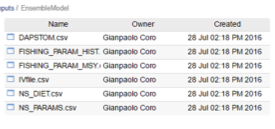 puts / EnsembleModel
Name Owner Created
DAPSTOM.csv Gianpaolo Coro 28 Jul 02:18 PM 2016
FISHING_PARAM_HIST. Gianpaolo Coro 28 Jul 02:18 PM 2016
FISHING_PARAM_MSY. Gianpaolo Coro 28 Jul 02:18 PM 2016
IVfile.csv Gianpaolo Coro 28 Jul 02:18 PM 2016
NS_DIET.csv Gianpaolo Coro 28 Jul 02:18 PM 2016
NS_PARAMS.csv Gianpaolo Coro 28 Jul 02:18 PM 2016